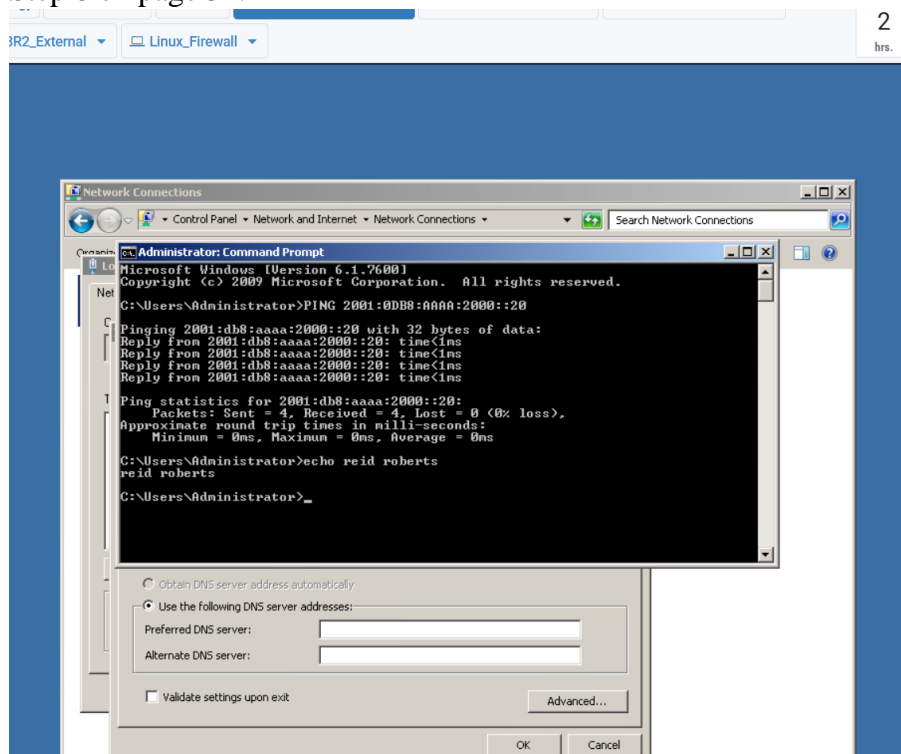 2
hrs.
BR2_External
Linux_Firewall
Network Connections
Control Panel
Network and Internet
Network Connections
Search Network Connections
Administrator: Command Prompt
Microsoft Windows [Version 6.1.7600]
Copyright (c) 2009 Microsoft Corporation. All rights reserved.
C:\Users\Administrator>PING 2001:0DB8:AAAA:2000::20
Pinging 2001:db8:aaaa:2000::20 with 32 bytes of data:
Reply from 2001:db8:aaaa:2000::20: time<1ms
Reply from 2001:db8:aaaa:2000::20: time<1ms
Reply from 2001:db8:aaaa:2000::20: time<1ms
Reply from 2001:db8:aaaa:2000::20: time<1ms
Ping statistics for 2001:db8:aaaa:2000::20:
Packets: Sent = 4, Received = 4, Lost = 0 (0% loss),
Approximate round trip times in milli-seconds:
Minimum = 0ms, Maximum = 0ms, Average = 0ms
C:\Users\Administrator>echo reid roberts
reid roberts
C:\Users\Administrator>_
Obtain DNS server address automatically
Use the following DNS server addresses:
Preferred DNS server:
Alternate DNS server:
Validate settings upon exit
Advanced...
OK Cancel